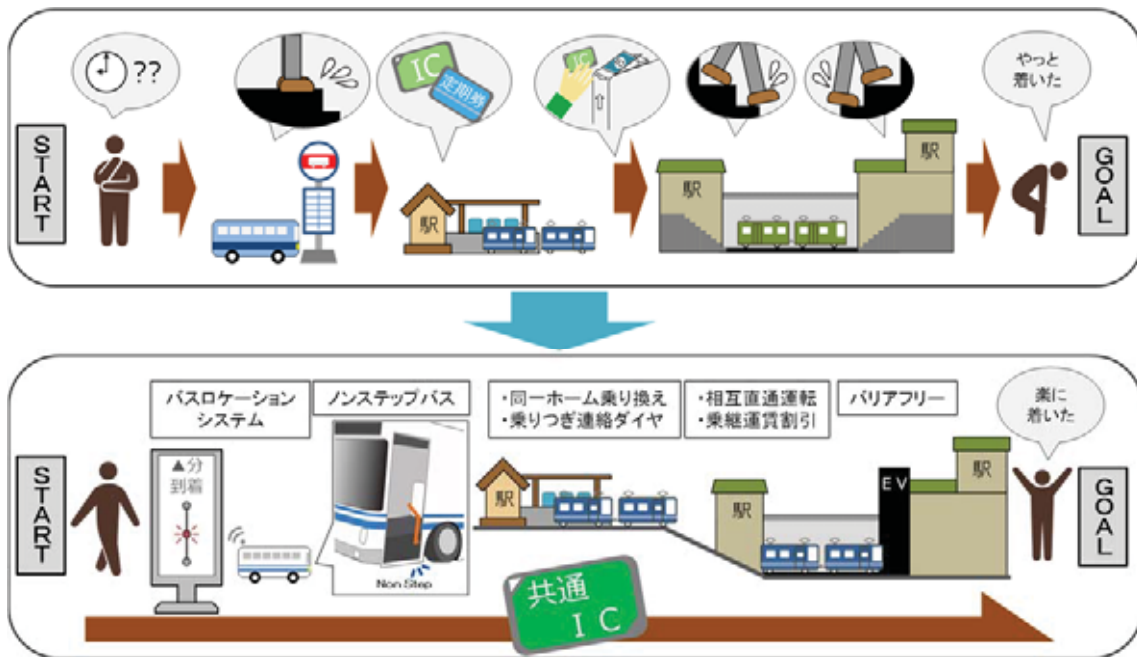 START
??
IC
定期券
IC
駅
駅
駅
やっと
着いた
GOAL
START
バスロケーション
システム
▲分
到着
ノンステップバス
Non Step
・同一ホーム乗り換え
・乗りつぎ連絡ダイヤ
駅
・相互直通運転
・乗継運賃割引
駅
バリアフリー
EV
駅
楽に
着いた
GOAL
共通
IC